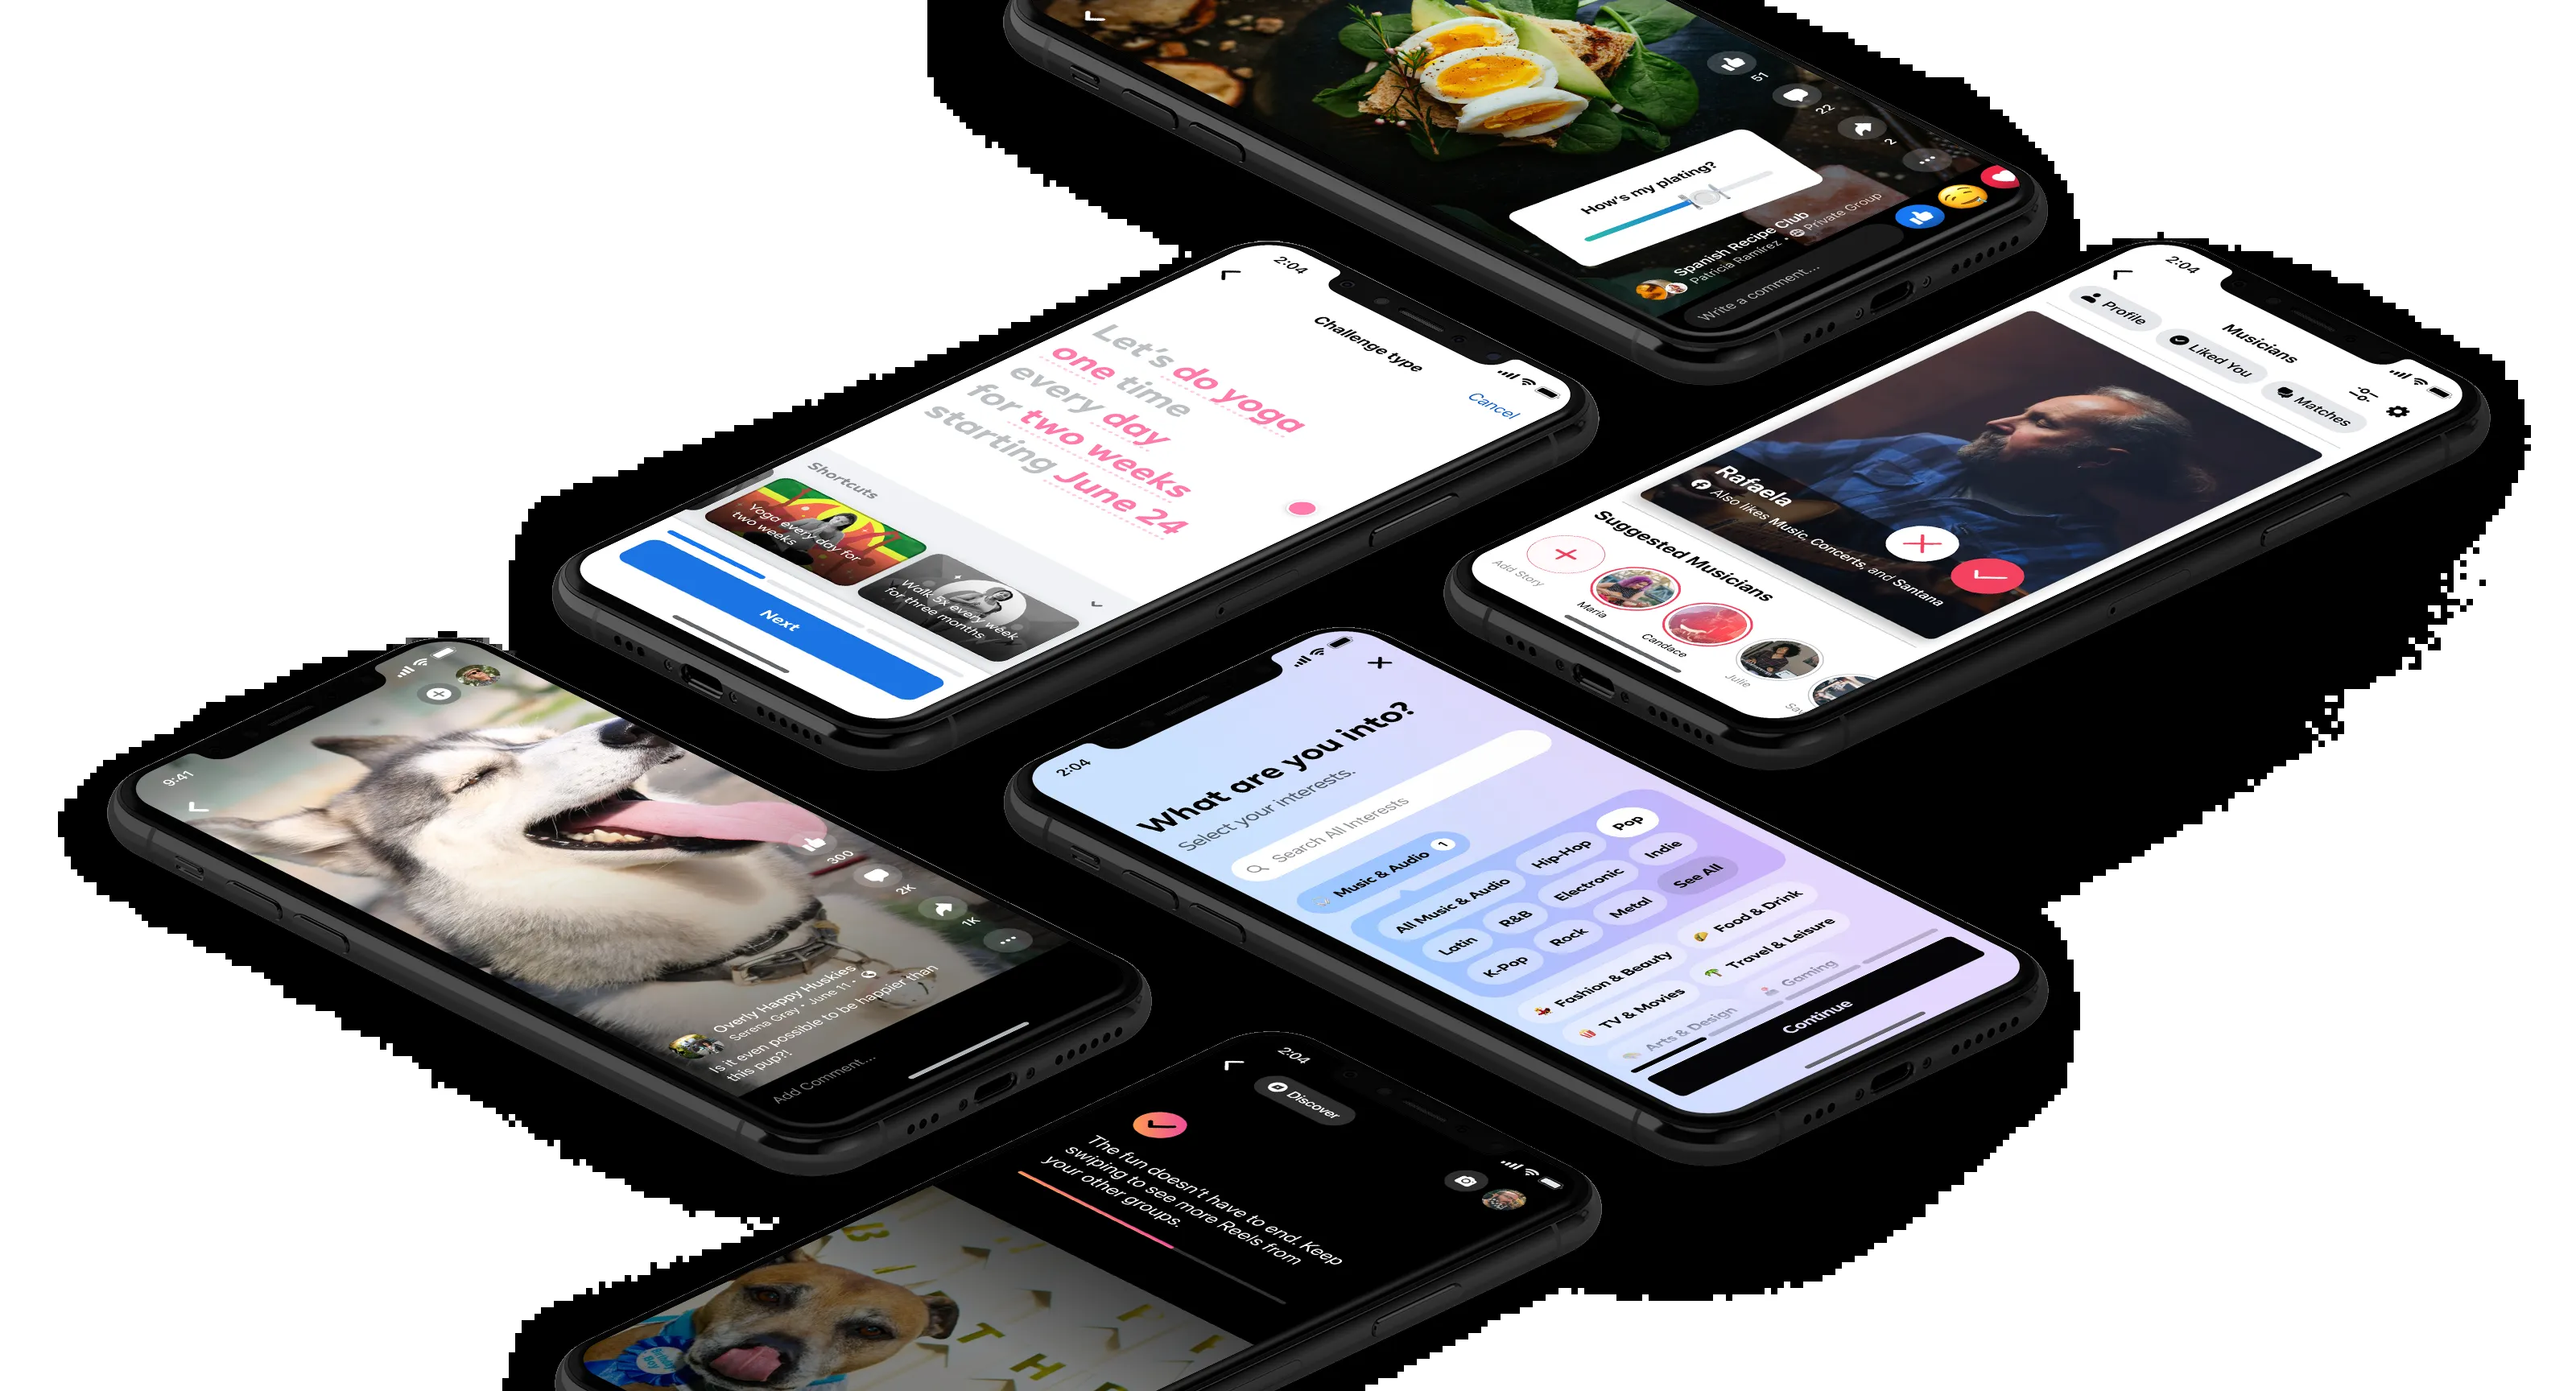 51
22
2
How's my plating?
Spanish Recipe Club
Patricia Ramirez • Private Group
Write a comment...
2:04
Challenge type
Cancel
Let's do yoga
one time
every day
for two weeks
starting June 24
Shortcuts
Yoga every day for
two weeks
Walk 5x every week
for three months
Next
2:04
Musicians
Profile
Liked You
Matches
Rafaela
Also likes Music, Concerts, and Santana
Suggested Musicians
Add Story
Maria
Candace
Julie
9:41
300
2K
1K
Overly Happy Huskies
Serena Gray • June 11 •
Is it even possible to be happier than
this pup?!
Add Comment...
2:04
What are you into?
Select your interests.
Search All Interests
Music & Audio 1
All Music & Audio Hip-Hop Pop
Latin R&B Electronic Indie
K-Pop Rock Metal See All
Fashion & Beauty Food & Drink
TV & Movies Travel & Leisure
Arts & Design Gaming
Continue
2:04
Discover
The fun doesn't have to end. Keep
swiping to see more Reels from
your other groups.